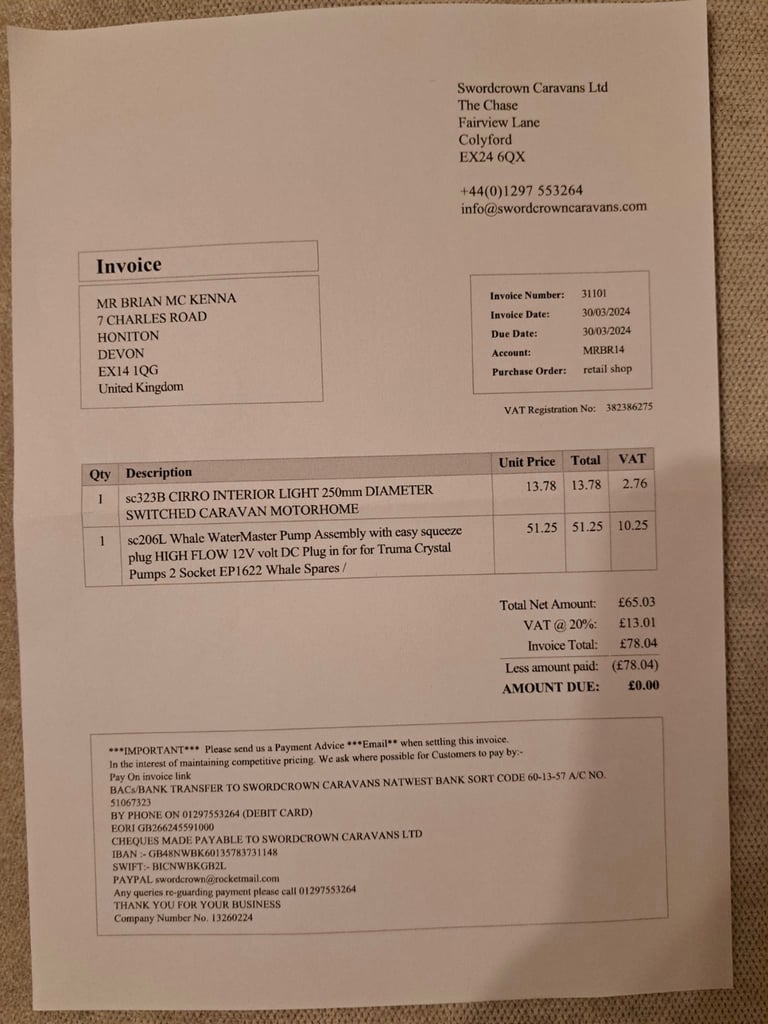 Swordcrown Caravans Ltd
The Chase
Fairview Lane
Colyford
EX24 6QX
+44(0)1297 553264
info@swordcrowncaravans.com
Invoice
MR BRIAN MC KENNA
7 CHARLES ROAD
HONITON
DEVON
EX14 1QG
United Kingdom
Invoice Number: 31101
Invoice Date: 30/03/2024
Due Date: 30/03/2024
Account: MRBR14
Purchase Order: retail shop
VAT Registration No: 382386275
Qty Description Unit Price Total VAT
1 sc323B CIRRO INTERIOR LIGHT 250mm DIAMETER 13.78 13.78 2.76
SWITCHED CARAVAN MOTORHOME
1 sc206L Whale WaterMaster Pump Assembly with easy squeeze 51.25 51.25 10.25
plug HIGH FLOW 12V volt DC Plug in for for Truma Crystal
Pumps 2 Socket EP1622 Whale Spares /
Total Net Amount: £65.03
VAT @ 20%: £13.01
Invoice Total: £78.04
Less amount paid: (£78.04)
AMOUNT DUE: £0.00
***IMPORTANT*** Please send us a Payment Advice ***Email** when settling this invoice.
In the interest of maintaining competitive pricing. We ask where possible for Customers to pay by:-
Pay On invoice link
BACs/BANK TRANSFER TO SWORDCROWN CARAVANS NATWEST BANK SORT CODE 60-13-57 A/C NO.
51067323
BY PHONE ON 01297553264 (DEBIT CARD)
EORI GB266245591000
CHEQUES MADE PAYABLE TO SWORDCROWN CARAVANS LTD
IBAN :- GB48NWBK60135783731148
SWIFT:- BICNWBKGB2L
PAYPAL swordcrown@rocketmail.com
Any queries re-guarding payment please call 01297553264
THANK YOU FOR YOUR BUSINESS
Company Number No. 13260224